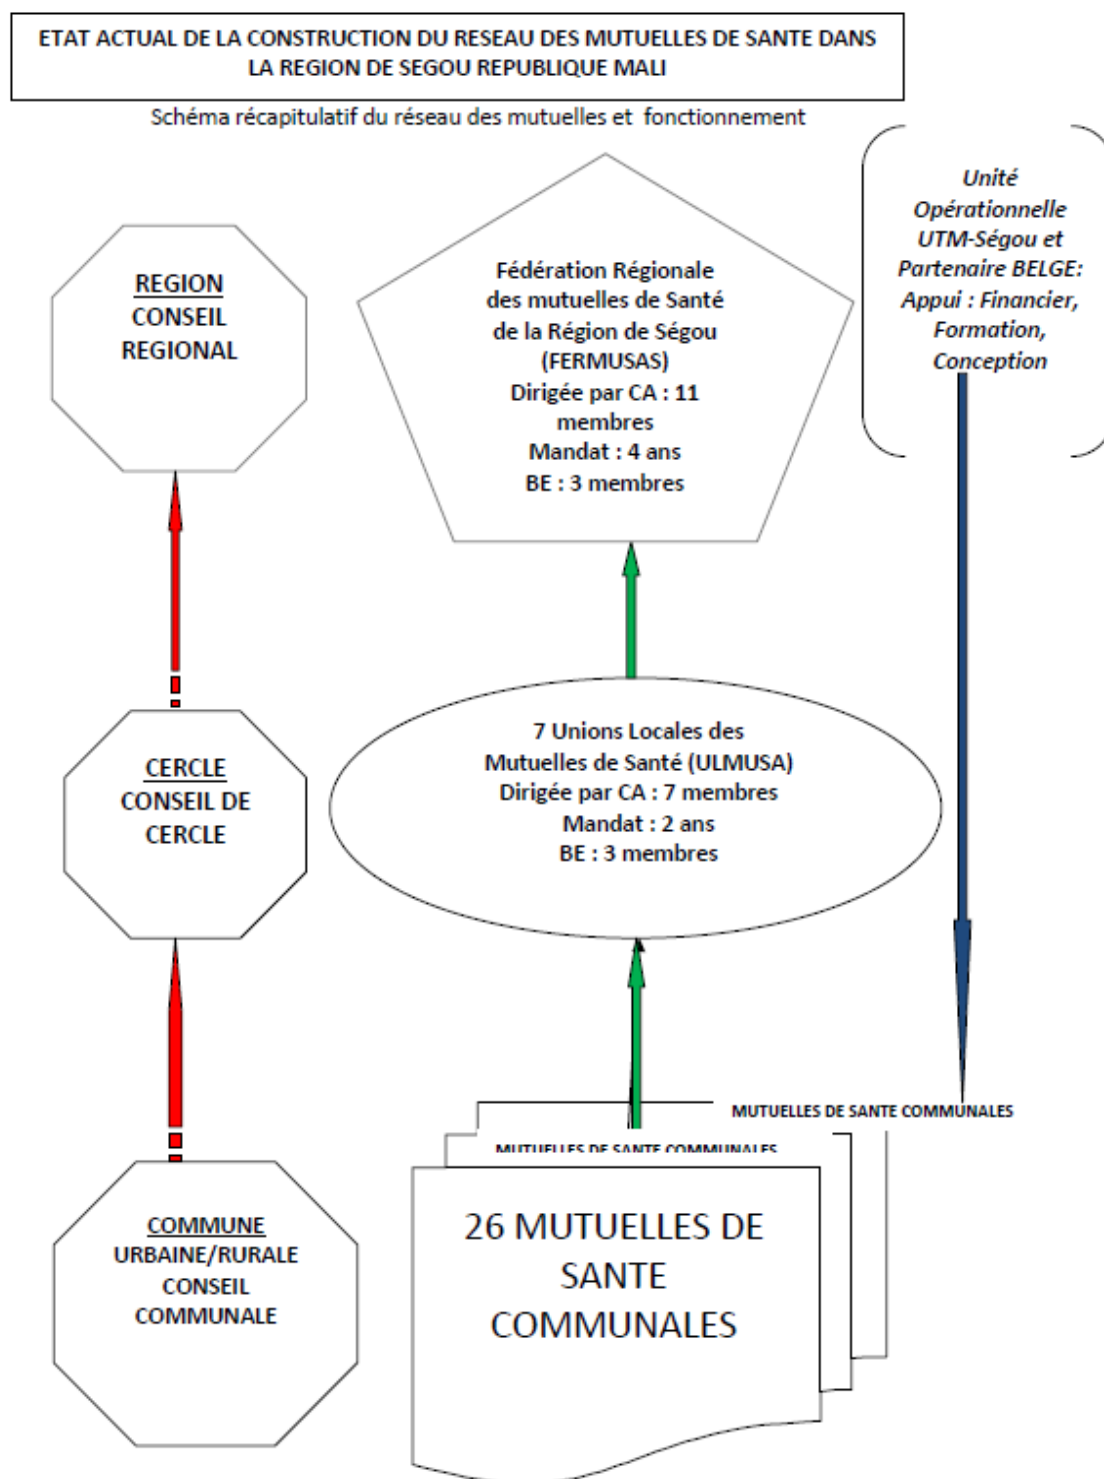 ETAT ACTUAL DE LA CONSTRUCTION DU RESEAU DES MUTUELLES DE SANTE DANS
LA REGION DE SEGOU REPUBLIQUE MALI
Schéma récapitulatif du réseau des mutuelles et fonctionnement
Unité
Opérationnelle
UTM-Ségou et
Partenaire BELGE:
Appui : Financier,
Formation,
Conception
REGION
CONSEIL
REGIONAL
Fédération Régionale
des mutuelles de Santé
de la Région de Ségou
(FERMUSAS)
Dirigée par CA : 11
membres
Mandat : 4 ans
BE : 3 membres
CERCLE
CONSEIL DE
CERCLE
7 Unions Locales des
Mutuelles de Santé (ULMUSA)
Dirigée par CA : 7 membres
Mandat : 2 ans
BE : 3 membres
MUTUELLES DE SANTE COMMUNALES
MUTUELLES DE SANTE COMMUNALES
COMMUNE
URBAINE/RURALE
CONSEIL
COMMUNALE
26 MUTUELLES DE
SANTE
COMMUNALES